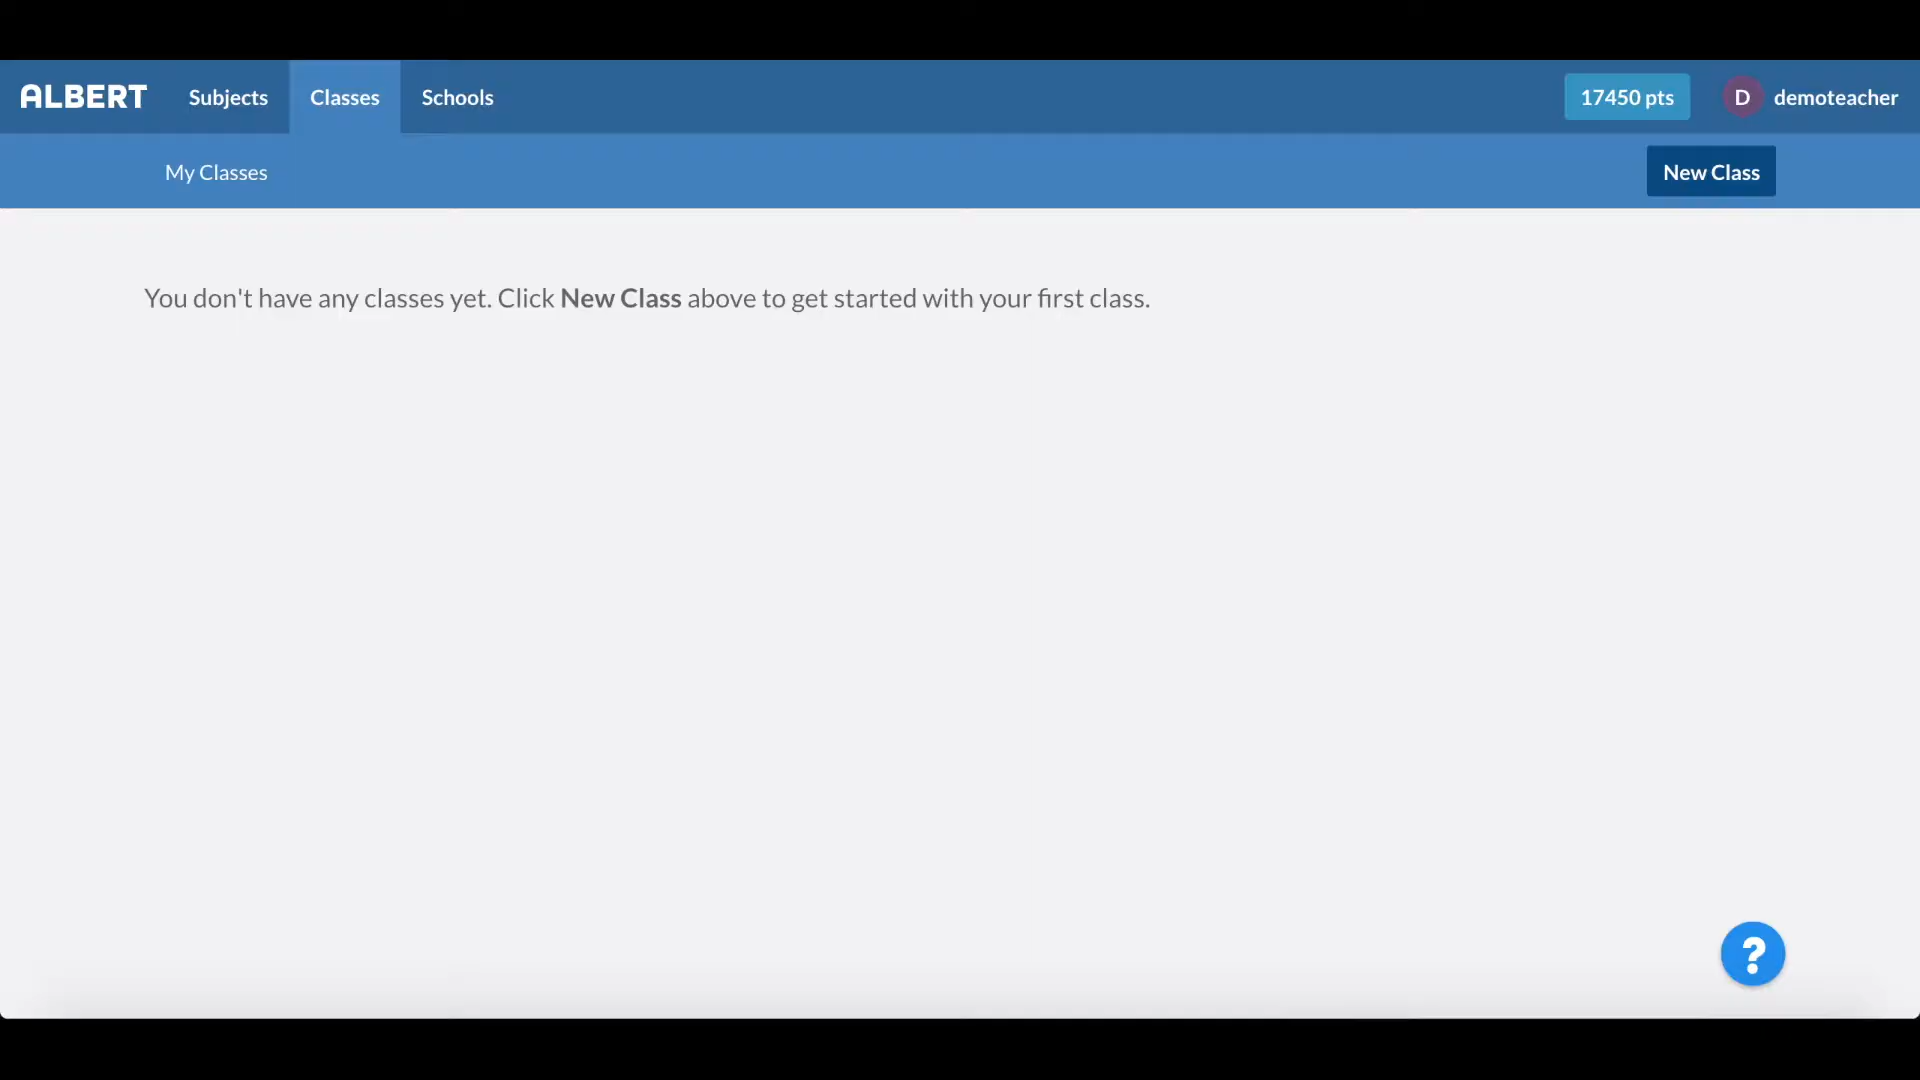 ALBERT Subjects Classes Schools 17450 pts D demoteacher
My Classes New Class
You don't have any classes yet. Click New Class above to get started with your first class.
?